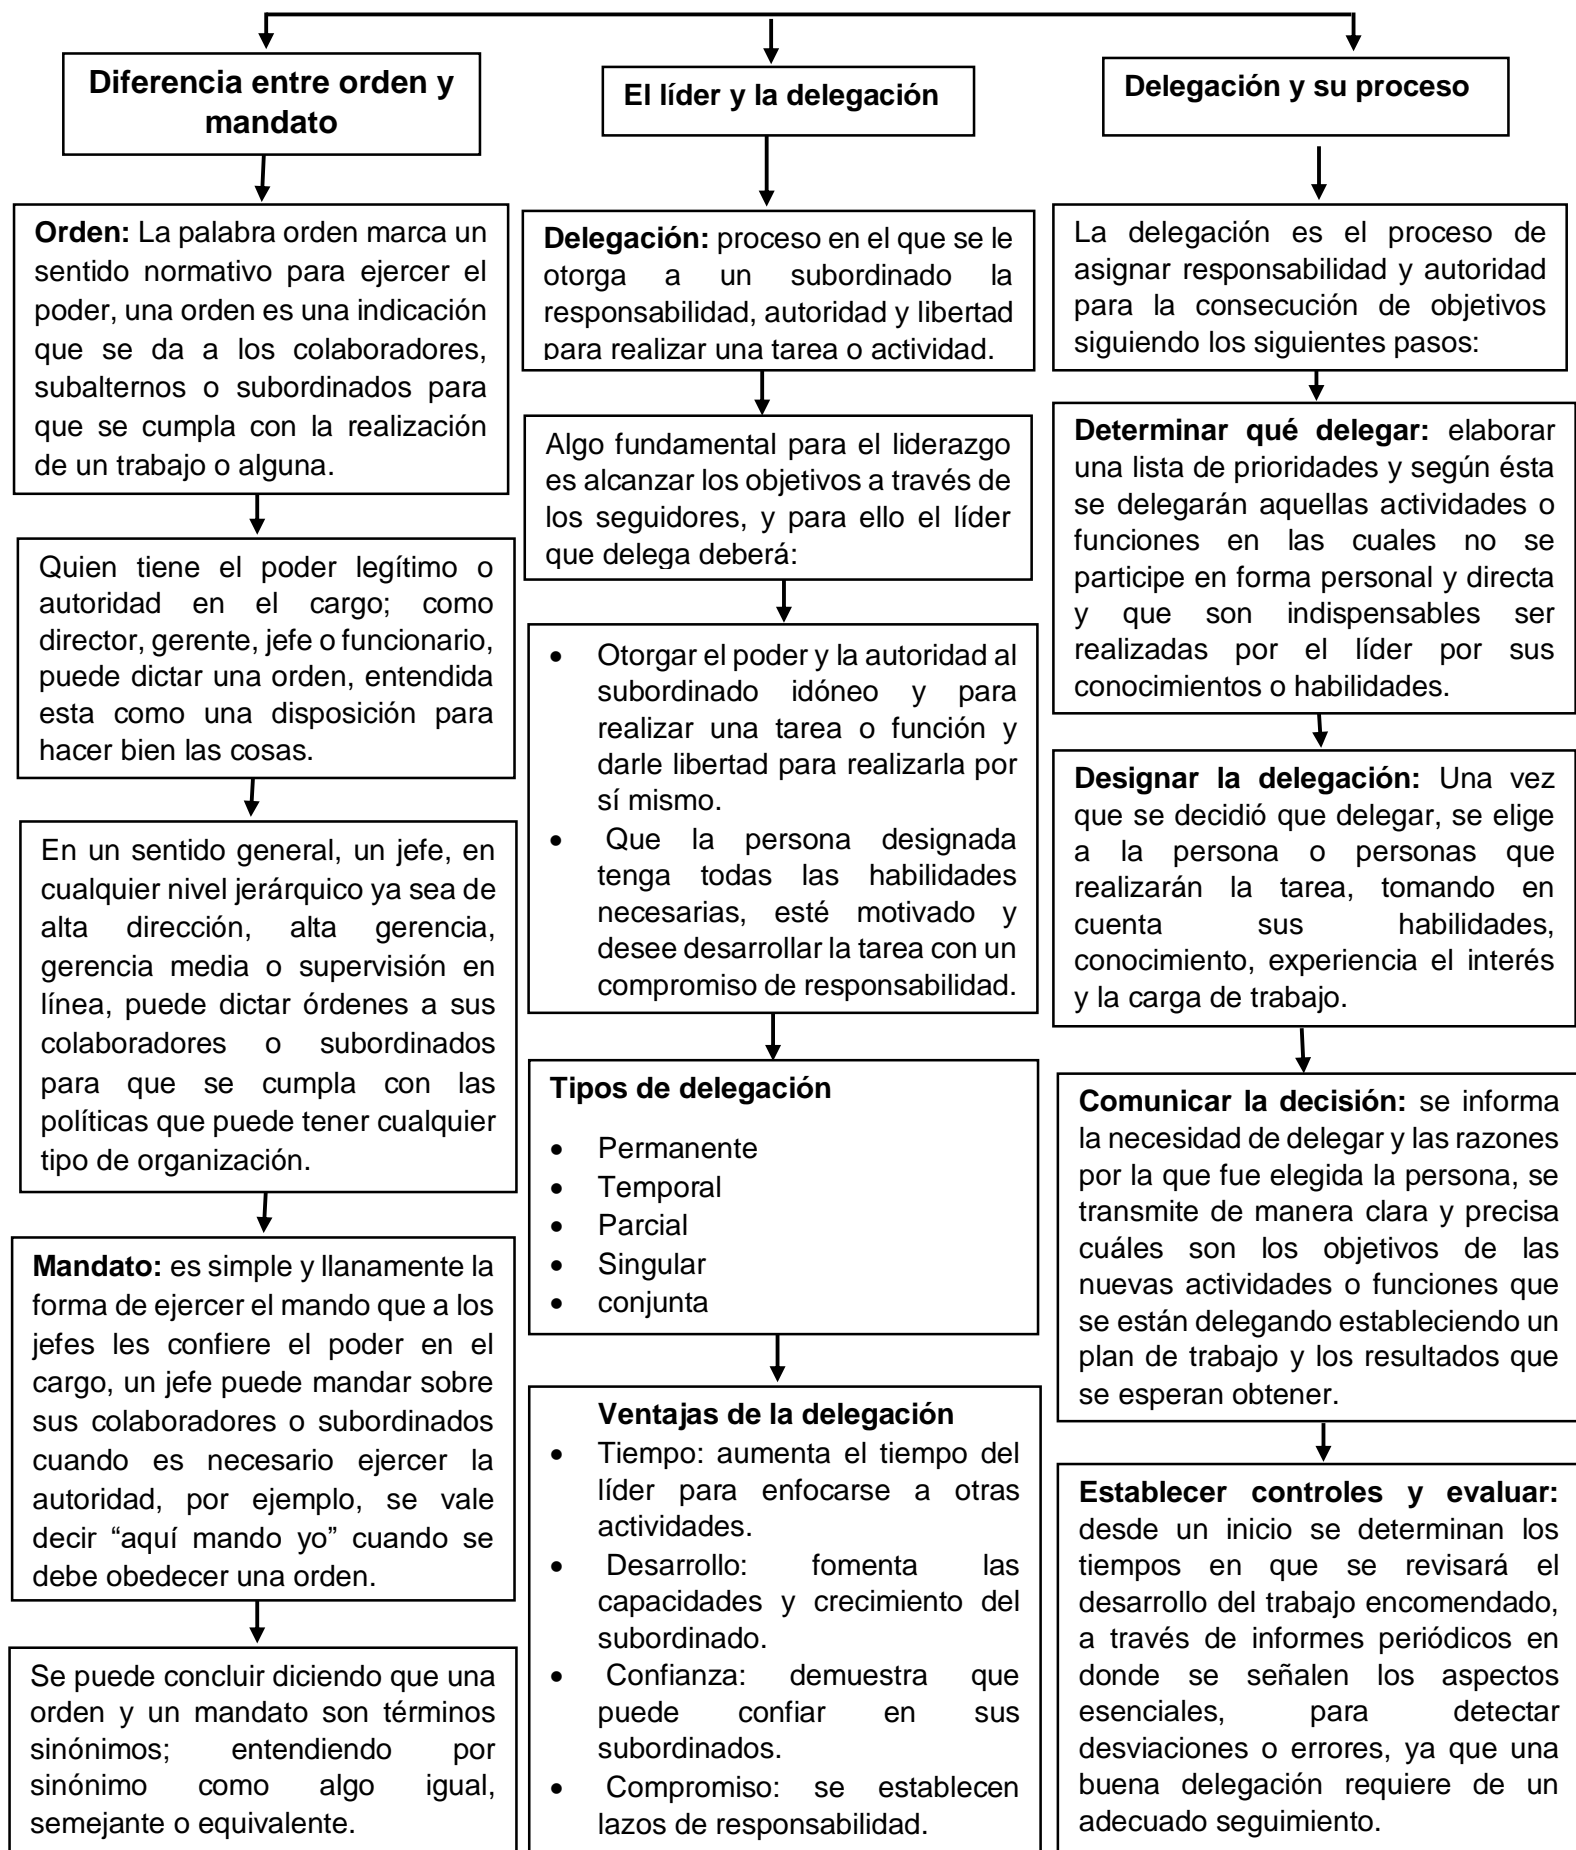 Diferencia entre orden y
mandato
Orden: La palabra orden marca un
sentido normativo para ejercer el
poder, una orden es una indicación
que se da a los colaboradores,
subalternos o subordinados para
que se cumpla con la realización
de un trabajo o alguna.
Quien tiene el poder legítimo o
autoridad en el cargo; como
director, gerente, jefe o funcionario,
puede dictar una orden, entendida
esta como una disposición para
hacer bien las cosas.
En un sentido general, un jefe, en
cualquier nivel jerárquico ya sea de
alta dirección, alta gerencia,
gerencia media o supervisión en
línea, puede dictar órdenes a sus
colaboradores o subordinados
para que se cumpla con las
políticas que puede tener cualquier
tipo de organización.
Mandato: es simple y llanamente la
forma de ejercer el mando que a los
jefes les confiere el poder en el
cargo, un jefe puede mandar sobre
sus colaboradores o subordinados
cuando es necesario ejercer la
autoridad, por ejemplo, se vale
decir “aquí mando yo” cuando se
debe obedecer una orden.
Se puede concluir diciendo que una
orden y un mandato son términos
sinónimos; entendiendo por
sinónimo como algo igual,
semejante o equivalente.
El líder y la delegación
Delegación: proceso en el que se le
otorga a un subordinado la
responsabilidad, autoridad y libertad
para realizar una tarea o actividad.
Algo fundamental para el liderazgo
es alcanzar los objetivos a través de
los seguidores, y para ello el líder
que delega deberá:
• Otorgar el poder y la autoridad al
subordinado idóneo y para
realizar una tarea o función y
darle libertad para realizarla por
sí mismo.
• Que la persona designada
tenga todas las habilidades
necesarias, esté motivado y
desee desarrollar la tarea con un
compromiso de responsabilidad.
Tipos de delegación
• Permanente
• Temporal
• Parcial
• Singular
• conjunta
Ventajas de la delegación
• Tiempo: aumenta el tiempo del
líder para enfocarse a otras
actividades.
• Desarrollo: fomenta las
capacidades y crecimiento del
subordinado.
• Confianza: demuestra que
puede confiar en sus
subordinados.
• Compromiso: se establecen
lazos de responsabilidad.
Delegación y su proceso
La delegación es el proceso de
asignar responsabilidad y autoridad
para la consecución de objetivos
siguiendo los siguientes pasos:
Determinar qué delegar: elaborar
una lista de prioridades y según ésta
se delegarán aquellas actividades o
funciones en las cuales no se
participe en forma personal y directa
y que son indispensables ser
realizadas por el líder por sus
conocimientos o habilidades.
Designar la delegación: Una vez
que se decidió que delegar, se elige
a la persona o personas que
realizarán la tarea, tomando en
cuenta sus habilidades,
conocimiento, experiencia el interés
y la carga de trabajo.
Comunicar la decisión: se informa
la necesidad de delegar y las razones
por la que fue elegida la persona, se
transmite de manera clara y precisa
cuáles son los objetivos de las
nuevas actividades o funciones que
se están delegando estableciendo un
plan de trabajo y los resultados que
se esperan obtener.
Establecer controles y evaluar:
desde un inicio se determinan los
tiempos en que se revisará el
desarrollo del trabajo encomendado,
a través de informes periódicos en
donde se señalen los aspectos
esenciales, para detectar
desviaciones o errores, ya que una
buena delegación requiere de un
adecuado seguimiento.